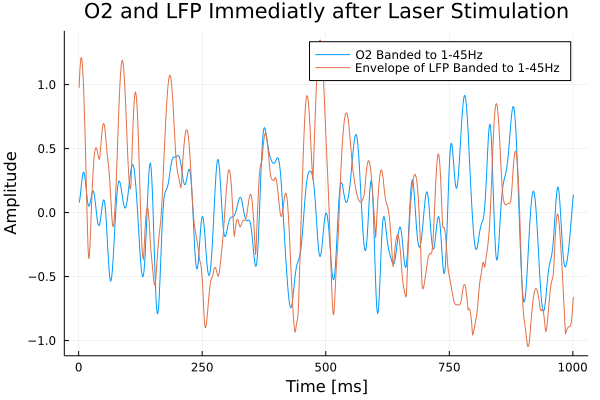 O2 and LFP Immediatly after Laser Stimulation
O2 Banded to 1-45Hz
Envelope of LFP Banded to 1-45Hz
1.0
0.5
0.0
−0.5
−1.0
Amplitude
0 250 500 750 1000
Time [ms]